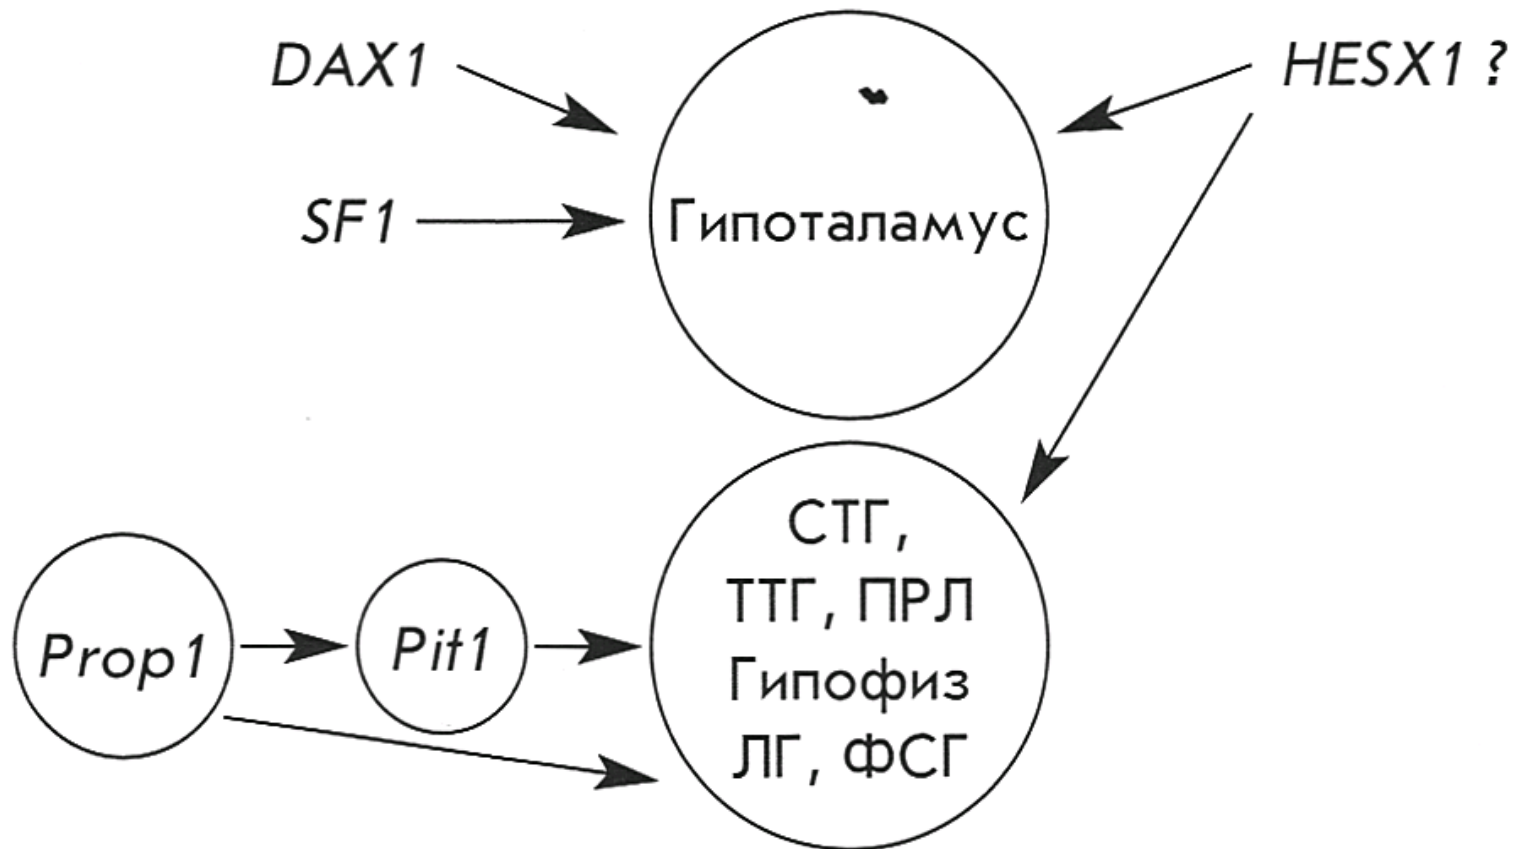 DAX1
HESX1 ?
SF1
Гипоталамус
СТГ,
ТТГ, ПРЛ
Prop1
Pit1
Гипофиз
ЛГ, ФСГ